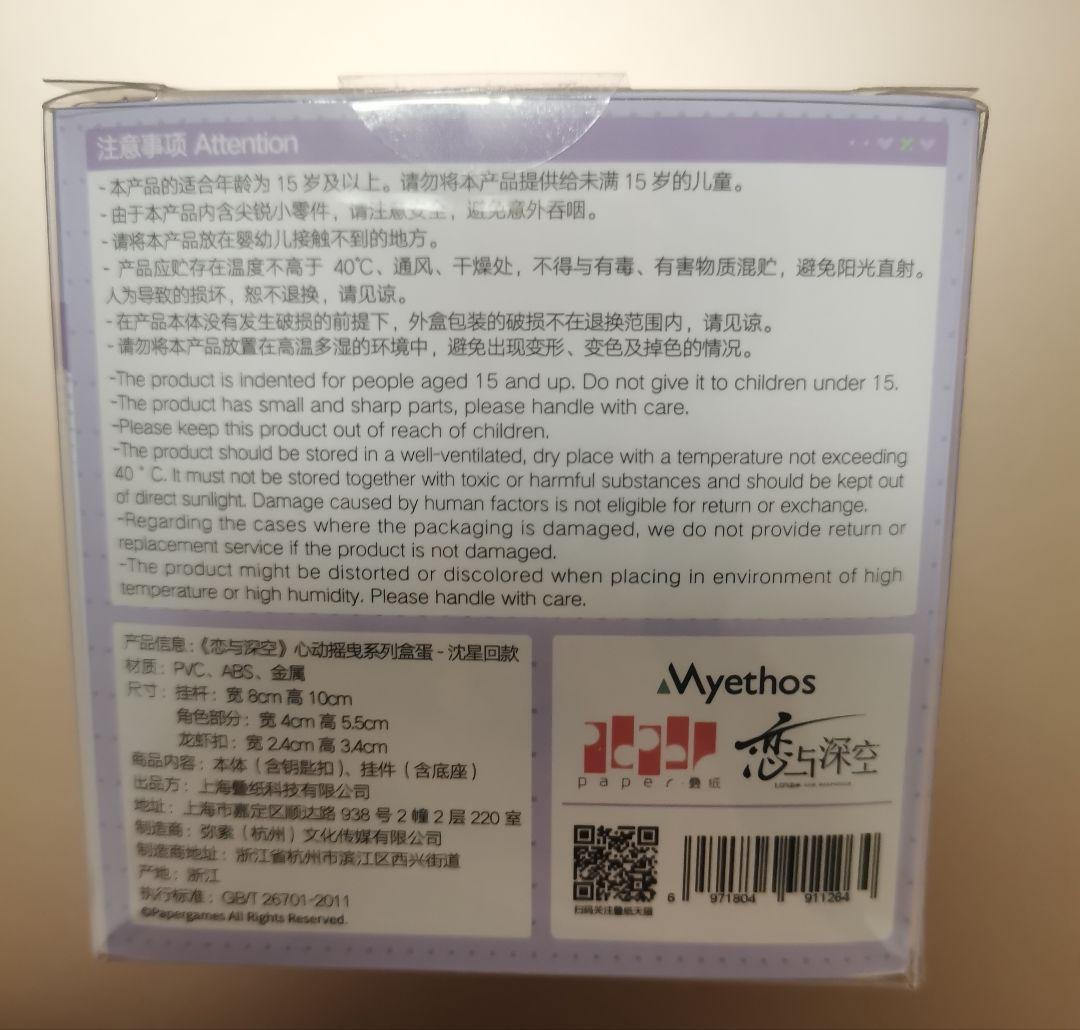 注意事项 Attention
-本产品的适合年龄为 15 岁及以上。请勿将本产品提供给未满 15 岁的儿童。
-由于本产品内含尖锐小零件，请注意安全，避免意外吞咽。
-请将本产品放在婴幼儿接触不到的地方。
- 产品应贮存在温度不高于 40℃、通风、干燥处，不得与有毒、有害物质混贮，避免阳光直射。
人为导致的损坏，恕不退换，请见谅。
-在产品本体没有发生破损的前提下，外盒包装的破损不在退换范围内，请见谅。
-请勿将本产品放置在高温多湿的环境中，避免出现变形、变色及掉色的情况。
-The product is indented for people aged 15 and up. Do not give it to children under 15.
-The product has small and sharp parts, please handle with care.
-Please keep this product out of reach of children.
-The product should be stored in a well-ventilated, dry place with a temperature not exceeding
40 ° C. It must not be stored together with toxic or harmful substances and should be kept out
of direct sunlight. Damage caused by human factors is not eligible for return or exchange.
-Regarding the cases where the packaging is damaged, we do not provide return or
replacement service if the product is not damaged.
-The product might be distorted or discolored when placing in environment of high
temperature or high humidity. Please handle with care.
产品信息：《恋与深空》心动摇曳系列盒蛋 - 沈星回款
材质：PVC、ABS、金属
尺寸：挂杆：宽 8cm 高 10cm
角色部分：宽 4cm 高 5.5cm
龙虾扣：宽 2.4cm 高 3.4cm
商品内容：本体（含钥匙扣）、挂件（含底座）
出品方：上海叠纸科技有限公司
地址：上海市嘉定区顺达路 938 号 2 幢 2 层 220 室
制造商：弥索（杭州）文化传媒有限公司
制造商地址：浙江省杭州市滨江区西兴街道
产地：浙江
执行标准：GB/T 26701-2011
©Papergames All Rights Reserved.
Myethos
paper
paper·叠纸
恋与深空
扫码关注叠纸天猫
6 971804 911264